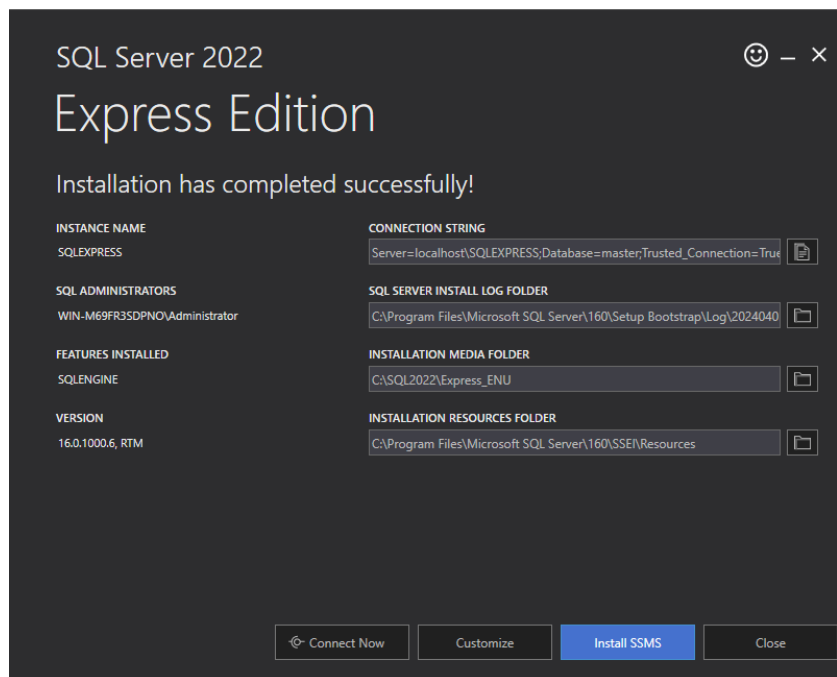 SQL Server 2022
Express Edition
Installation has completed successfully!
INSTANCE NAME
SQLEXPRESS
CONNECTION STRING
Server=localhost\SQLEXPRESS;Database=master;Trusted_Connection=True
SQL ADMINISTRATORS
WIN-M69FR3SDPNO\Administrator
SQL SERVER INSTALL LOG FOLDER
C:\Program Files\Microsoft SQL Server\160\Setup Bootstrap\Log\2024040
FEATURES INSTALLED
SQLENGINE
INSTALLATION MEDIA FOLDER
C:\SQL2022\Express_ENU
VERSION
16.0.1000.6, RTM
INSTALLATION RESOURCES FOLDER
C:\Program Files\Microsoft SQL Server\160\SSEI\Resources
Connect Now
Customize
Install SSMS
Close